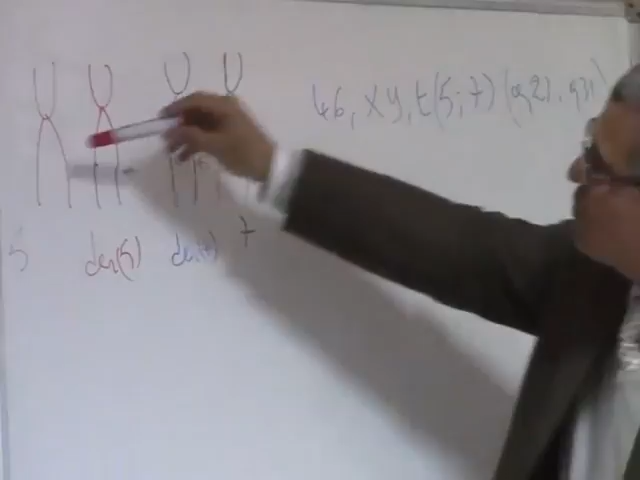 46, XY, t(5;7)(q21,q31
5 der(5) der(7) 7